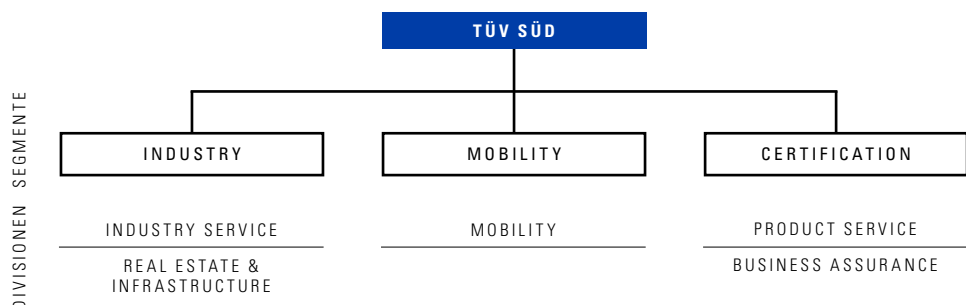 TÜV SÜD
SEGMENTE
INDUSTRY
MOBILITY
CERTIFICATION
DIVISIONEN
INDUSTRY SERVICE
MOBILITY
PRODUCT SERVICE
REAL ESTATE &
INFRASTRUCTURE
BUSINESS ASSURANCE